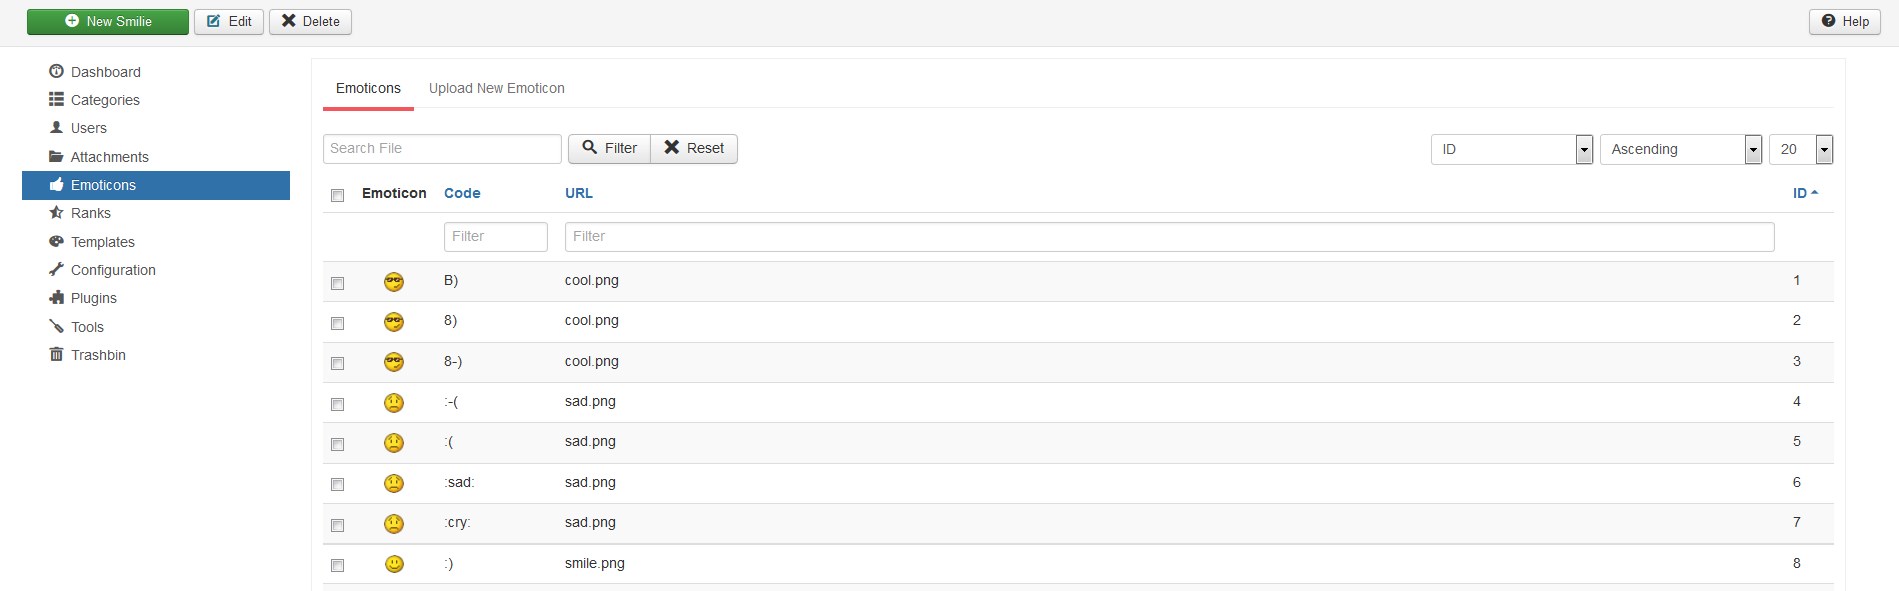 New Smilie Edit Delete Help
Dashboard
Categories
Users
Attachments
Emoticons
Ranks
Templates
Configuration
Plugins
Tools
Trashbin
Emoticons Upload New Emoticon
Search File Filter Reset ID Ascending 20
Emoticon Code URL ID
Filter Filter
B) cool.png 1
8) cool.png 2
8-) cool.png 3
:-( sad.png 4
:( sad.png 5
:sad: sad.png 6
:cry: sad.png 7
:) smile.png 8